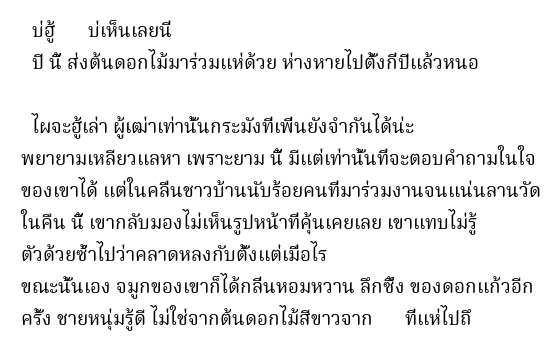 บ่ฮู้ บ่เห็นเลยนี
ปี นี้ ส่งต้นดอกไม้มาร่วมแห่ด้วย ห่างหายไปตั้งกีปีแล้วหนอ
ไผจะฮู้เล่า ผู้เฒ่าเท่านั้นกระมังทีเพินยังจำกันได้น่ะ
พยายามเหลียวแลหา เพราะยาม นี้ มีแต่เท่านั้นทีจะตอบคำถามในใจ
ของเขาได้ แต่ในคลืนชาวบ้านนับร้อยคนทีมาร่วมงานจนแน่นลานวัด
ในคืน นี้ เขากลับมองไม่เห็นรูปหน้าทีคุ้นเคยเลย เขาแทบไม่รู้
ตัวด้วยซ้ำไปว่าคลาดหลงกับตั้งแต่เมือไร
ขณะนั้นเอง จมูกของเขาก็ได้กลินหอมหวาน ลึกซึ้ง ของดอกแก้วอีก
ครั้ง ชายหนุ่มรู้ดี ไม่ใช่จากต้นดอกไม้สีขาวจาก ทีแห่ไปถึ